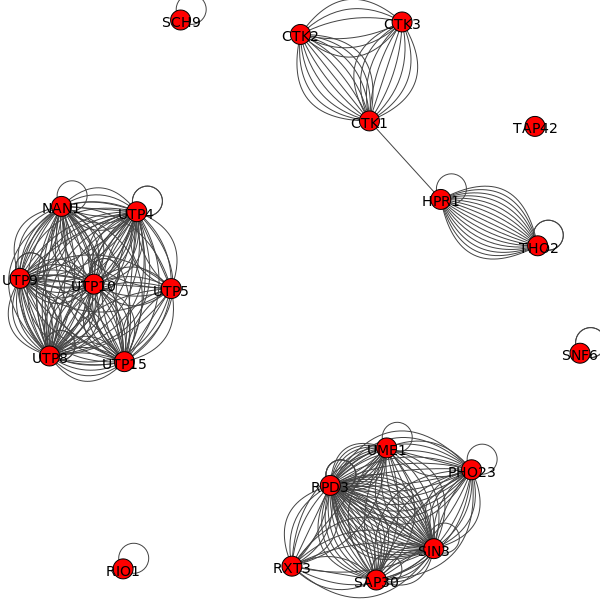 SCH9
CTK2
CTK3
CTK1
TAP42
HPR1
NAN1
UTP4
THO2
UTP9
UTP10
UTP5
UTP8
UTP15
SNF6
UME1
PHO23
RPD3
SIN3
RXT3
SAP30
RIO1